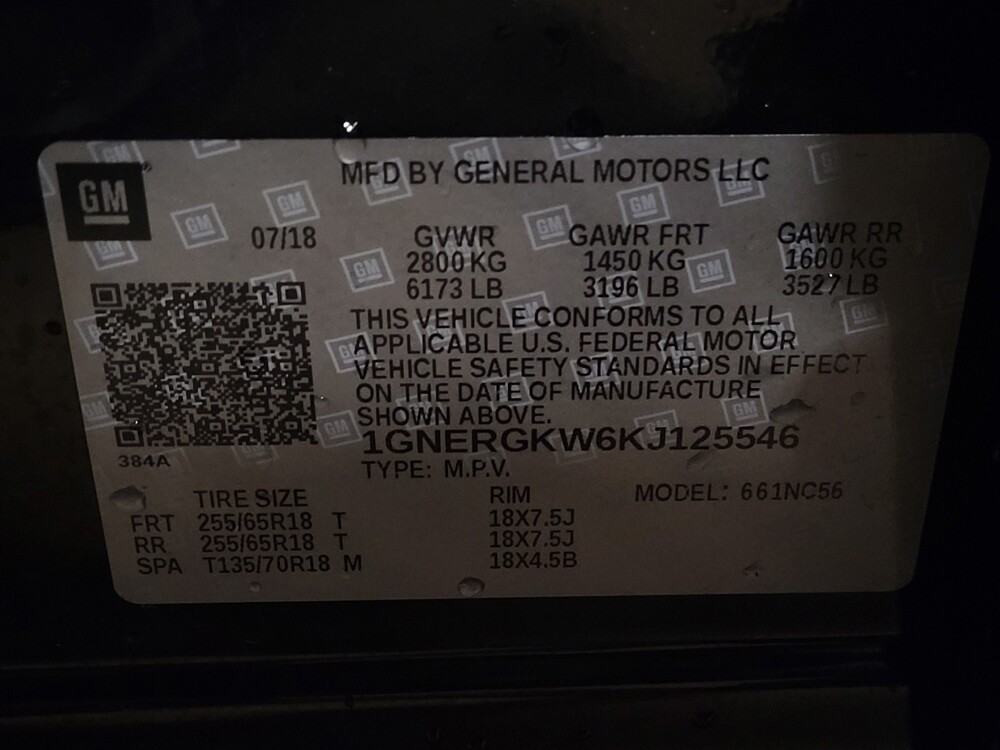 GM
MFD BY GENERAL MOTORS LLC
07/18
GVWR GAWR FRT GAWR RR
2800 KG 1450 KG 1600 KG
6173 LB 3196 LB 3527 LB
THIS VEHICLE CONFORMS TO ALL
APPLICABLE U.S. FEDERAL MOTOR
VEHICLE SAFETY STANDARDS IN EFFECT
ON THE DATE OF MANUFACTURE
SHOWN ABOVE.
1GNERGKW6KJ125546
384A
TYPE: M.P.V.
TIRE SIZE RIM MODEL: 661NC56
FRT 255/65R18 T 18X7.5J
RR 255/65R18 T 18X7.5J
SPA T135/70R18 M 18X4.5B